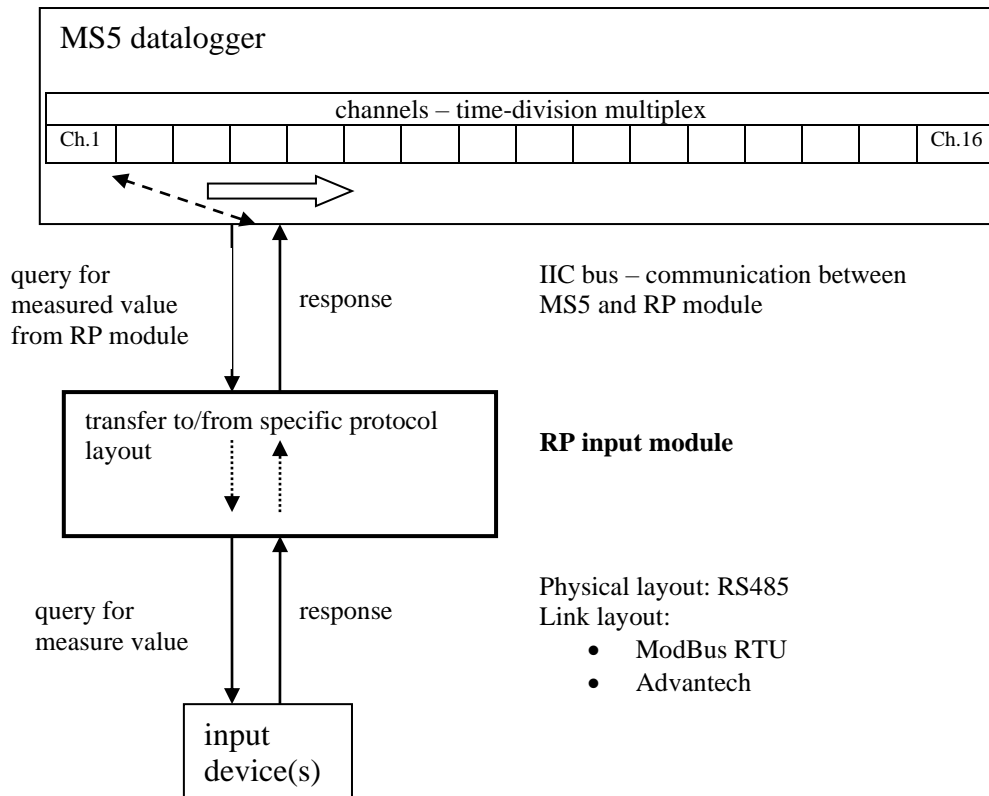 MS5 datalogger
channels – time-division multiplex
Ch.1
Ch.16
query for
measured value
from RP module
response
IIC bus – communication between
MS5 and RP module
transfer to/from specific protocol
layout
RP input module
query for
measure value
response
Physical layout: RS485
Link layout:
• ModBus RTU
• Advantech
input
device(s)